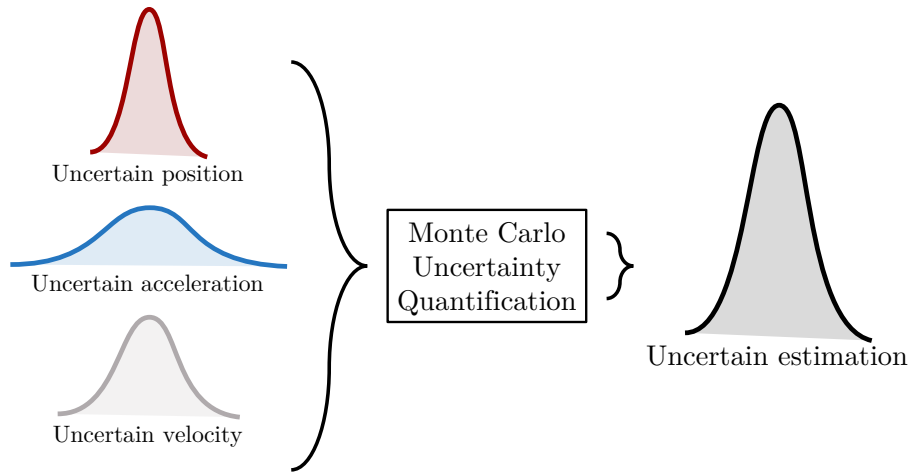 Uncertain position
Uncertain acceleration
Uncertain velocity
Monte Carlo
Uncertainty
Quantification
Uncertain estimation